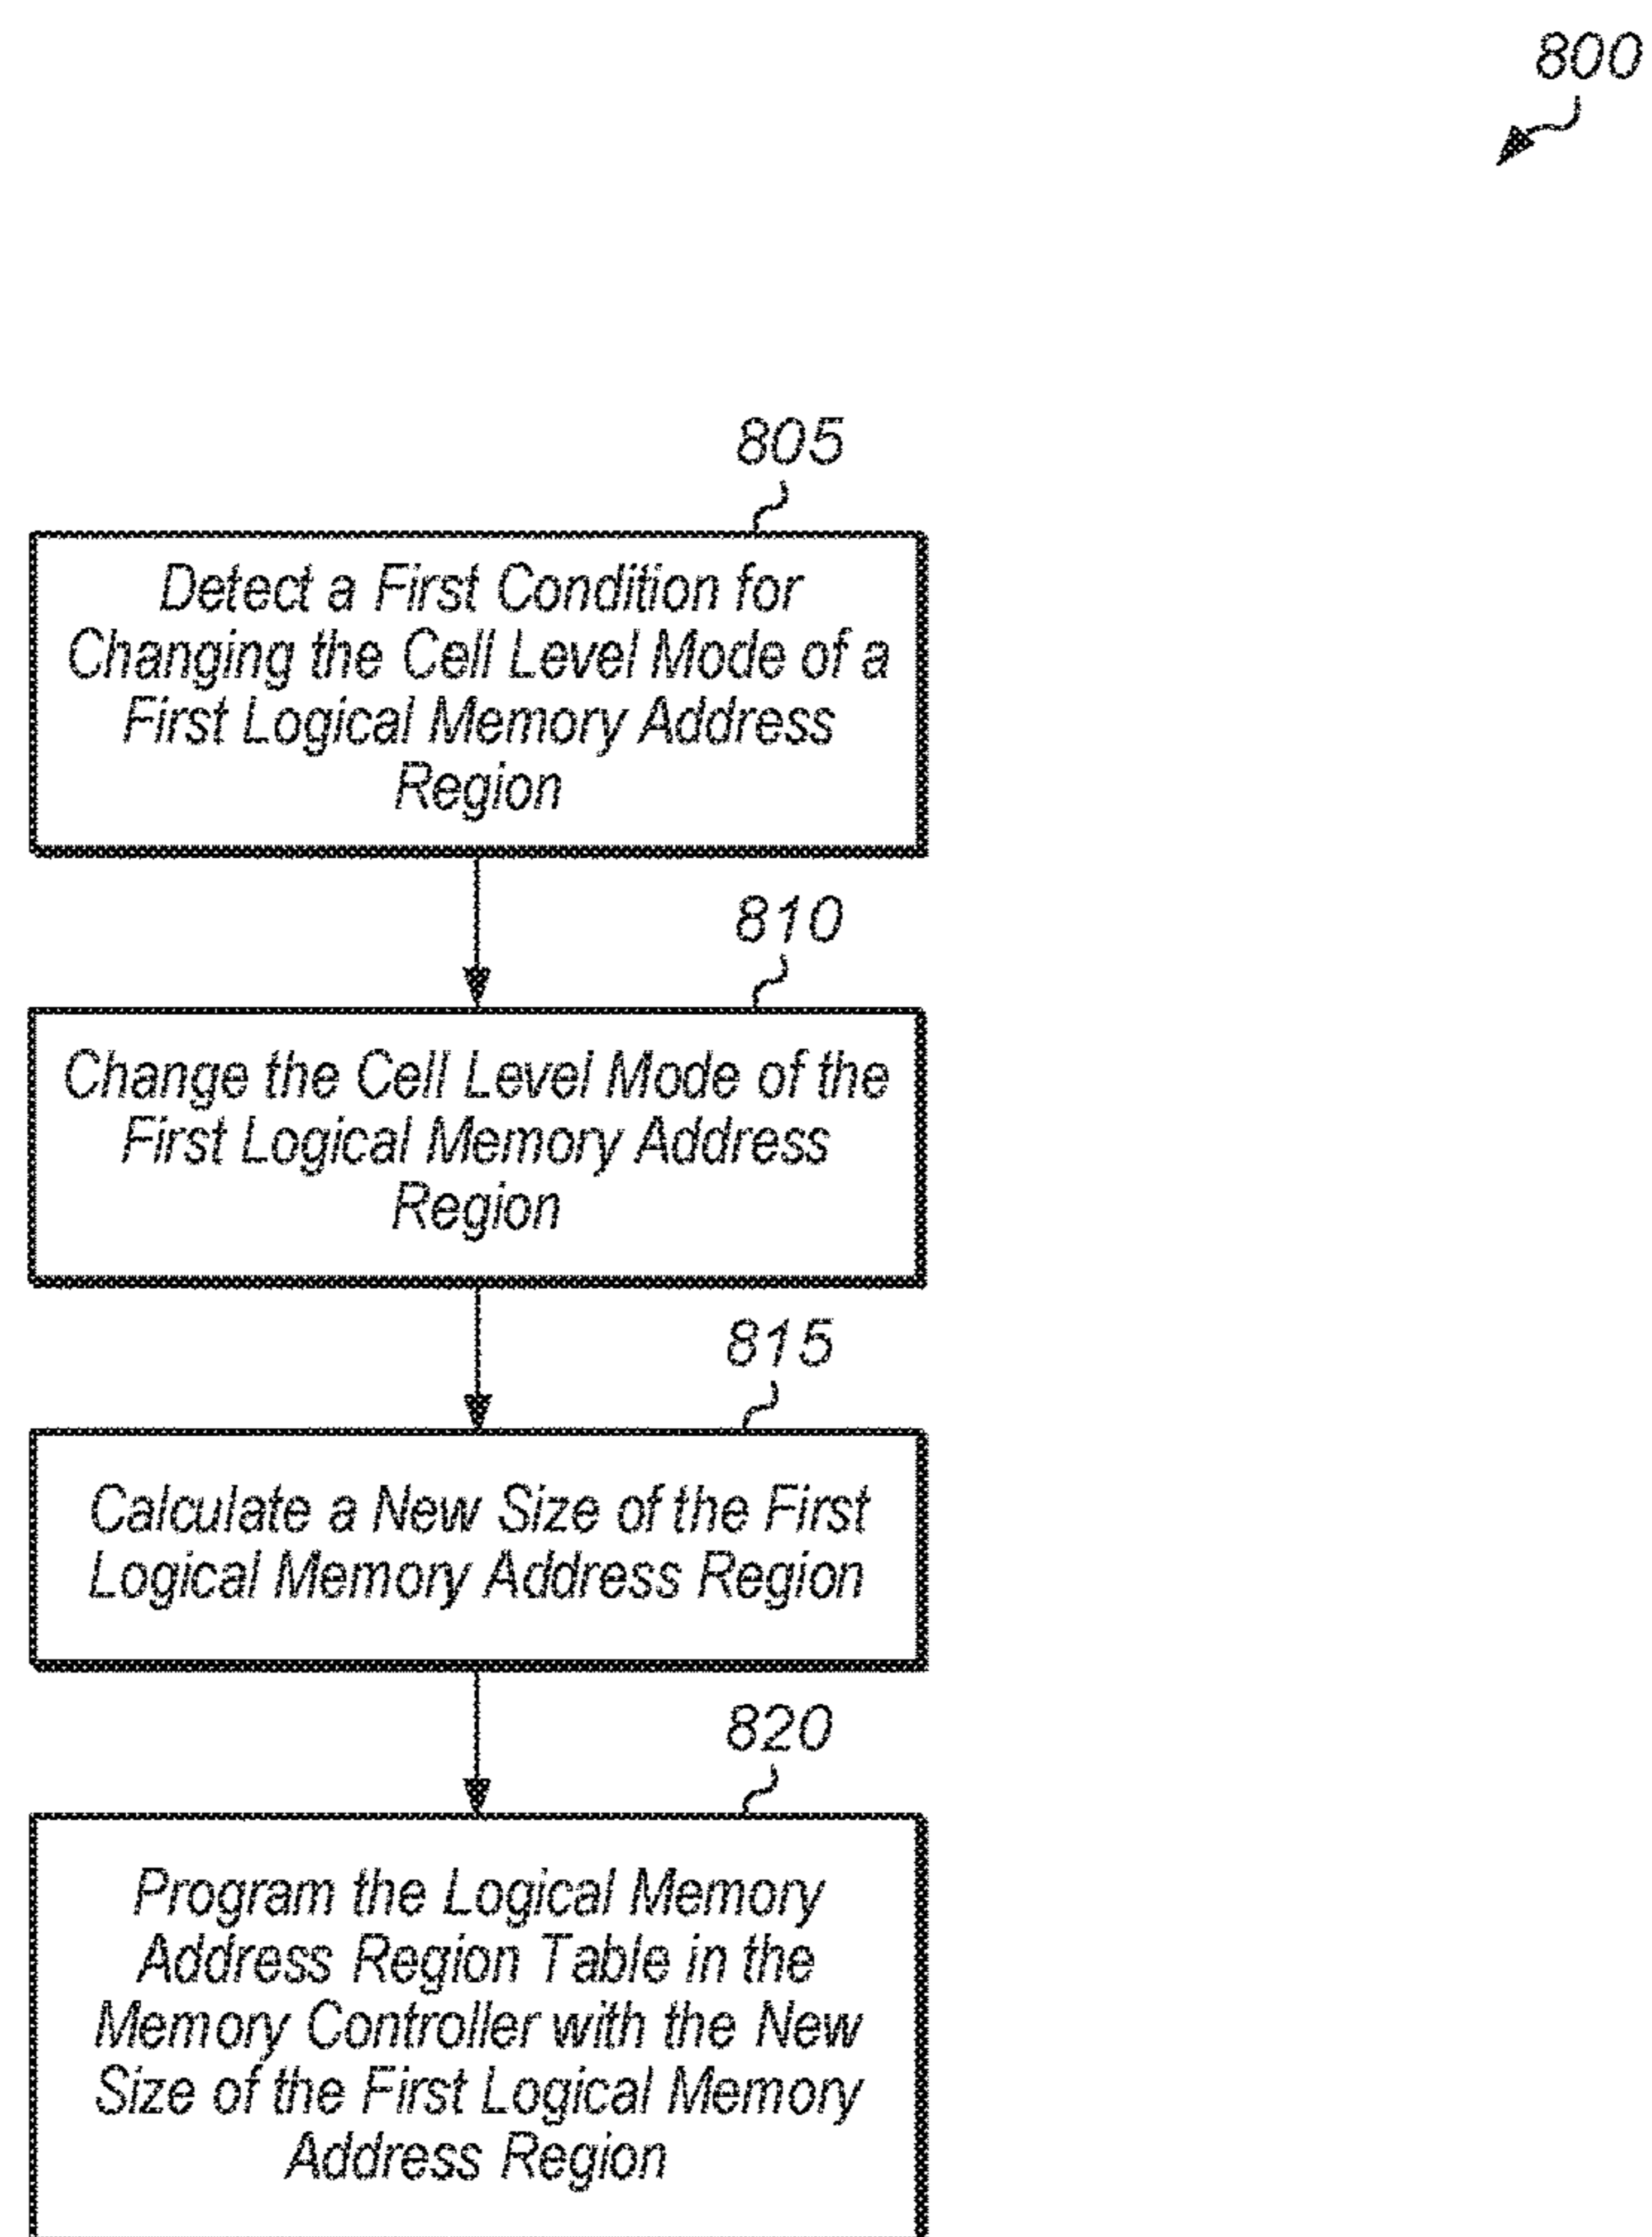 800
805
Detect a First Condition for
Changing the Cell Level Mode of a
First Logical Memory Address
Region
810
Change the Cell Level Mode of the
First Logical Memory Address
Region
815
Calculate a New Size of the First
Logical Memory Address Region
820
Program the Logical Memory
Address Region Table in the
Memory Controller with the New
Size of the First Logical Memory
Address Region